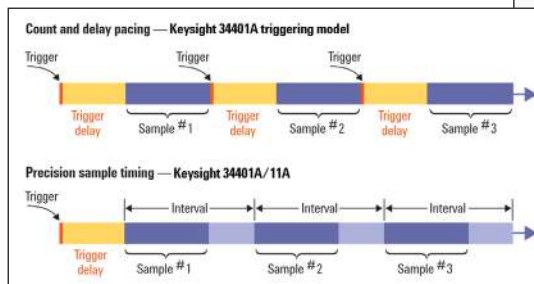 Count and delay pacing — Keysight 34401A triggering model
Trigger Trigger Trigger
Trigger delay Sample #1 Trigger delay Sample #2 Trigger delay Sample #3
Precision sample timing — Keysight 34401A/11A
Trigger
Interval Interval Interval
Trigger delay Sample #1 Sample #2 Sample #3